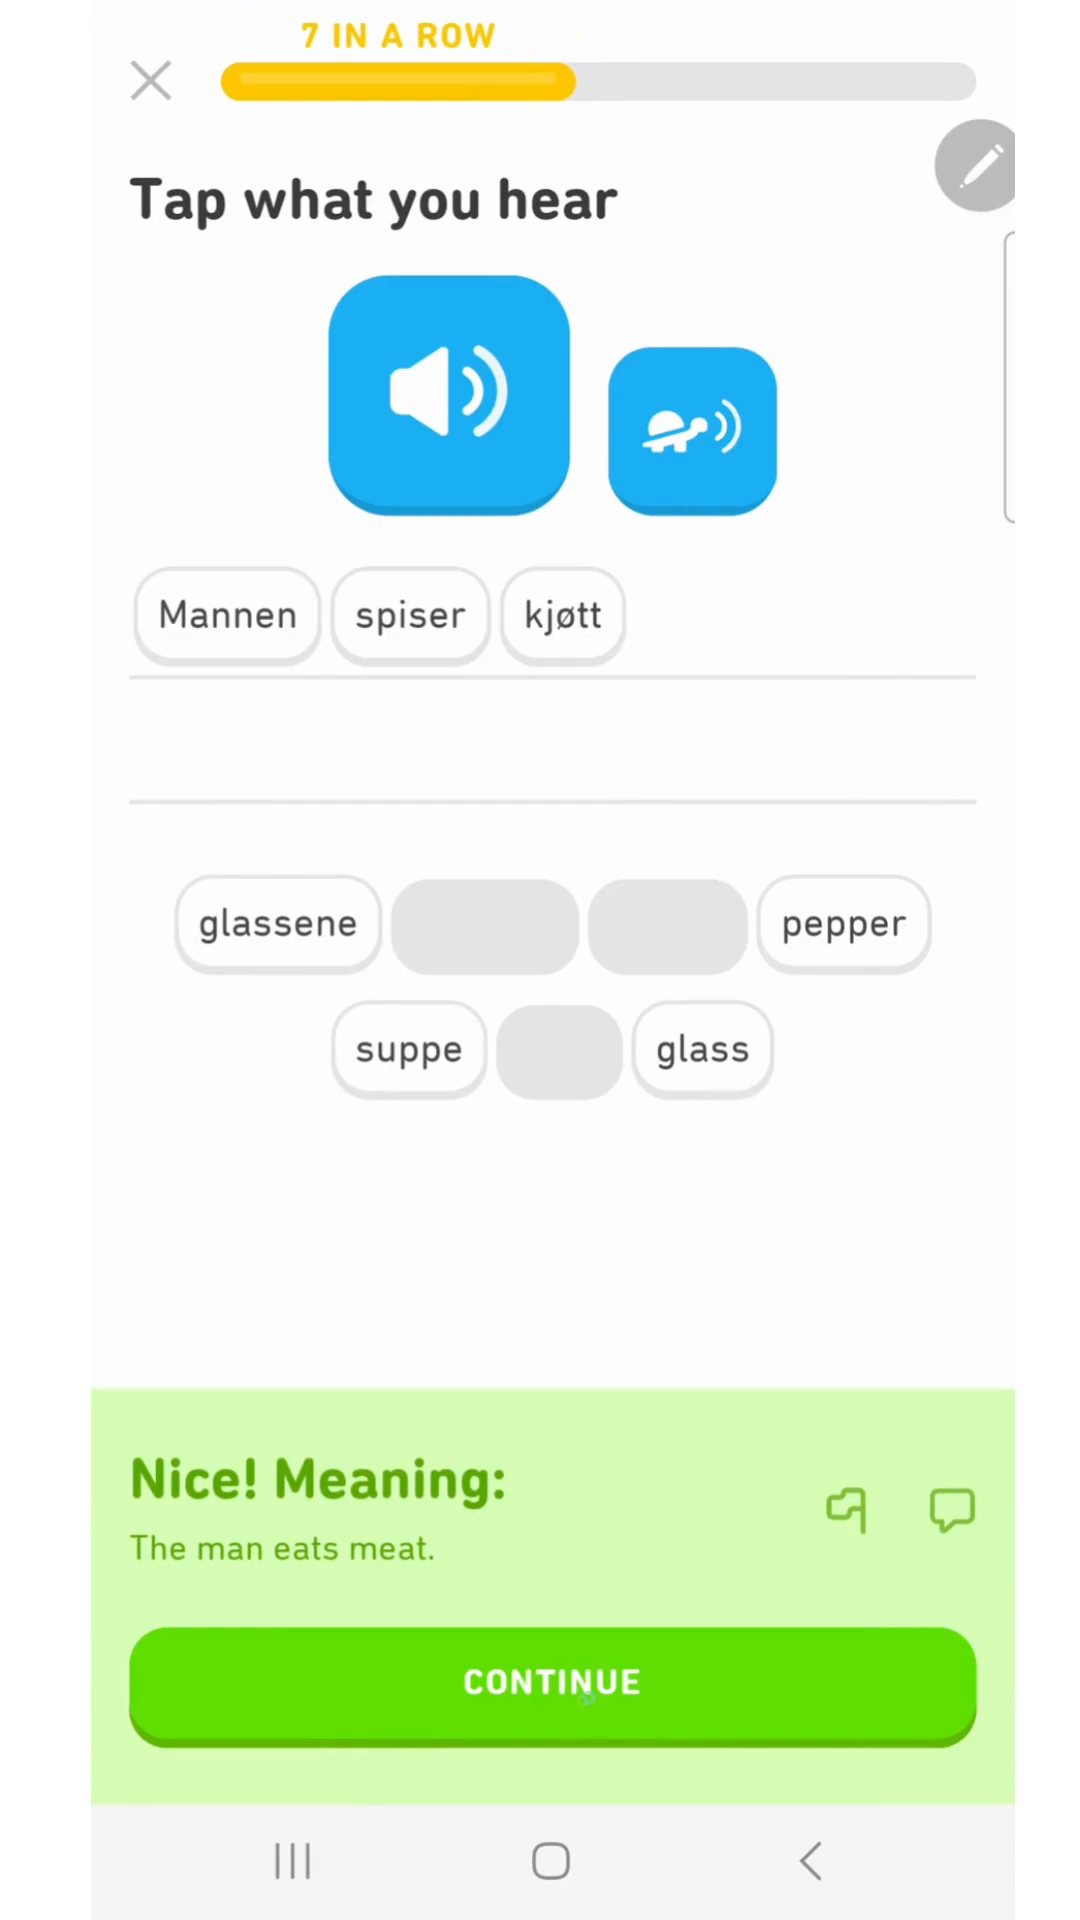 7 IN A ROW
Tap what you hear
Mannen spiser kjøtt
glassene pepper
suppe glass
Nice! Meaning:
The man eats meat.
CONTINUE